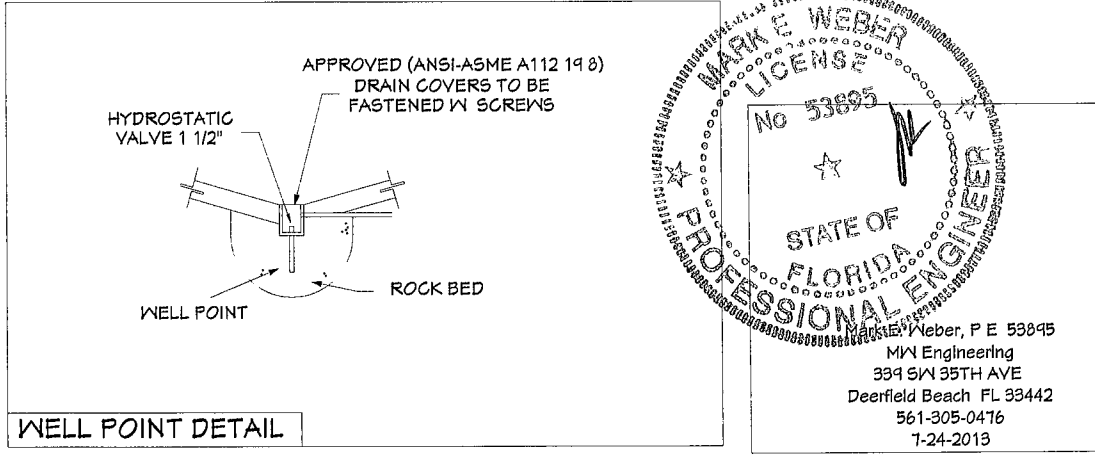 APPROVED (ANSI-ASME A112 19 8)
DRAIN COVERS TO BE
FASTENED W SCREWS
HYDROSTATIC
VALVE 1 1/2"
WELL POINT
ROCK BED
WELL POINT DETAIL
MARK E WEBER
LICENSE
No 53895
STATE OF
FLORIDA
PROFESSIONAL ENGINEER
Mark E. Weber, P E 53895
MW Engineering
339 SW 35TH AVE
Deerfield Beach FL 33442
561-305-0476
7-24-2013